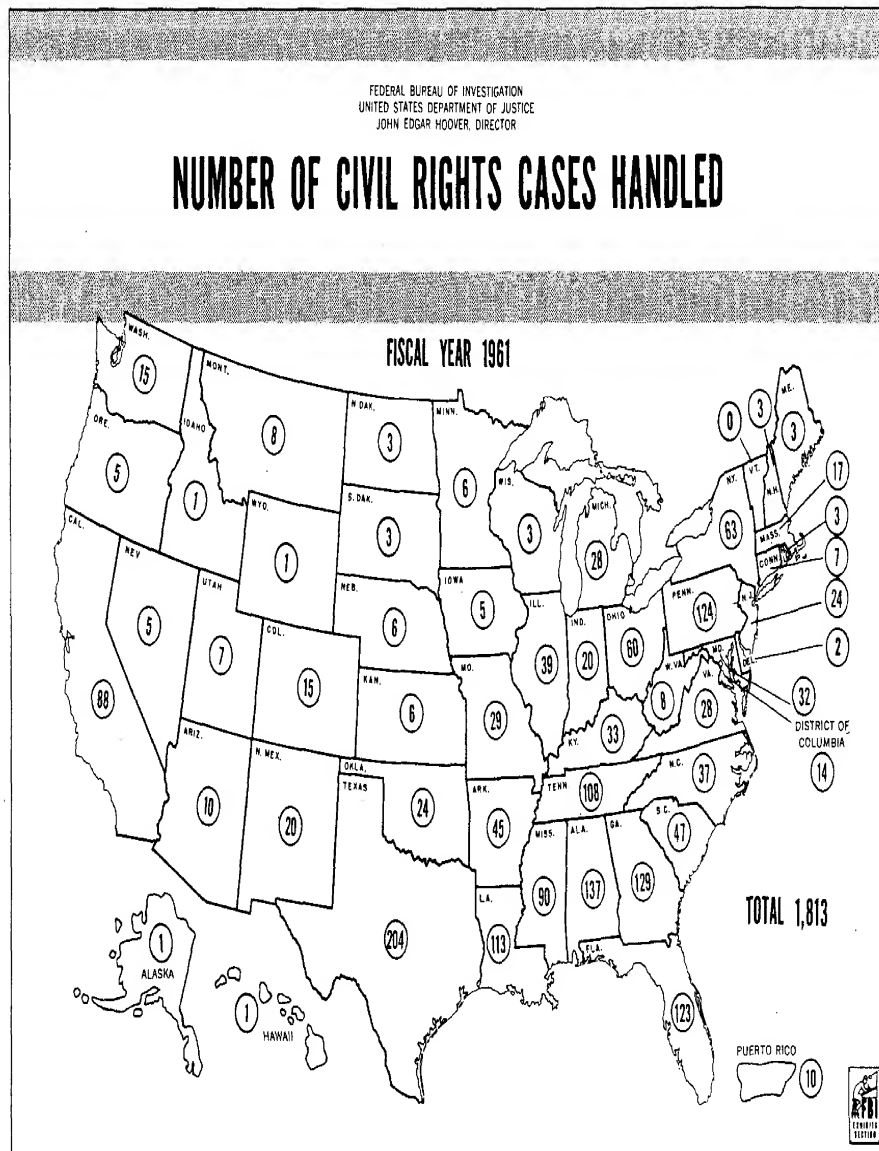 FEDERAL BUREAU OF INVESTIGATION
UNITED STATES DEPARTMENT OF JUSTICE
JOHN EDGAR HOOVER, DIRECTOR
NUMBER OF CIVIL RIGHTS CASES HANDLED
FISCAL YEAR 1961
WASH.
15
MONT.
8
N DAK.
3
MINN.
6
ME.
3
0
3
VT.
N.H.
17
ORE.
5
IDAHO
1
S. DAK.
3
WIS.
3
MICH.
28
N.Y.
63
MASS.
3
CONN.
7
WYO.
1
CAL.
88
NEV
5
UTAH
7
NEB.
6
IOWA
5
ILL.
39
IND.
20
OHIO
60
PENN.
124
N.J.
24
DEL.
2
MD.
32
COL.
15
KAN.
6
MO.
29
KY.
33
W.VA.
8
VA.
28
DISTRICT OF
COLUMBIA
14
ARIZ.
10
N. MEX.
20
OKLA.
24
TEXAS
204
ARK.
45
TENN
108
N.C.
37
S.C.
47
MISS.
90
ALA.
137
GA.
129
LA.
113
FLA.
123
TOTAL 1,813
1
ALASKA
1
HAWAII
PUERTO RICO
10
FBI
EXHIBITS
SECTION